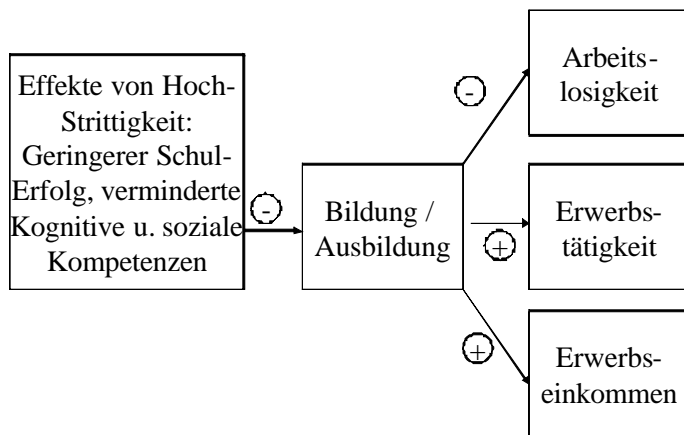 Effekte von Hoch-
Strittigkeit:
Geringerer Schul-
Erfolg, verminderte
Kognitive u. soziale
Kompetenzen
-
Bildung /
Ausbildung
-
+
+
Arbeits-
losigkeit
Erwerbs-
tätigkeit
Erwerbs-
einkommen